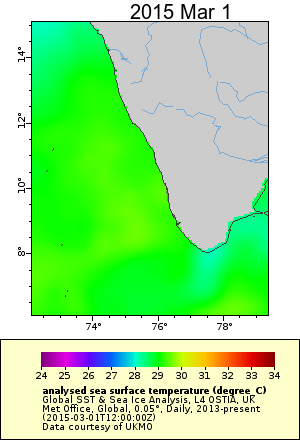 2015 Mar 1
14°
12°
10°
8°
74°
76°
78°
24 25 26 27 28 29 30 31 32 33 34
analysed sea surface temperature (degree_C)
Global SST & Sea Ice Analysis, L4 OSTIA, UK
Met Office, Global, 0.05°, Daily, 2013-present
(2015-03-01T12:00:00Z)
Data courtesy of UKMO